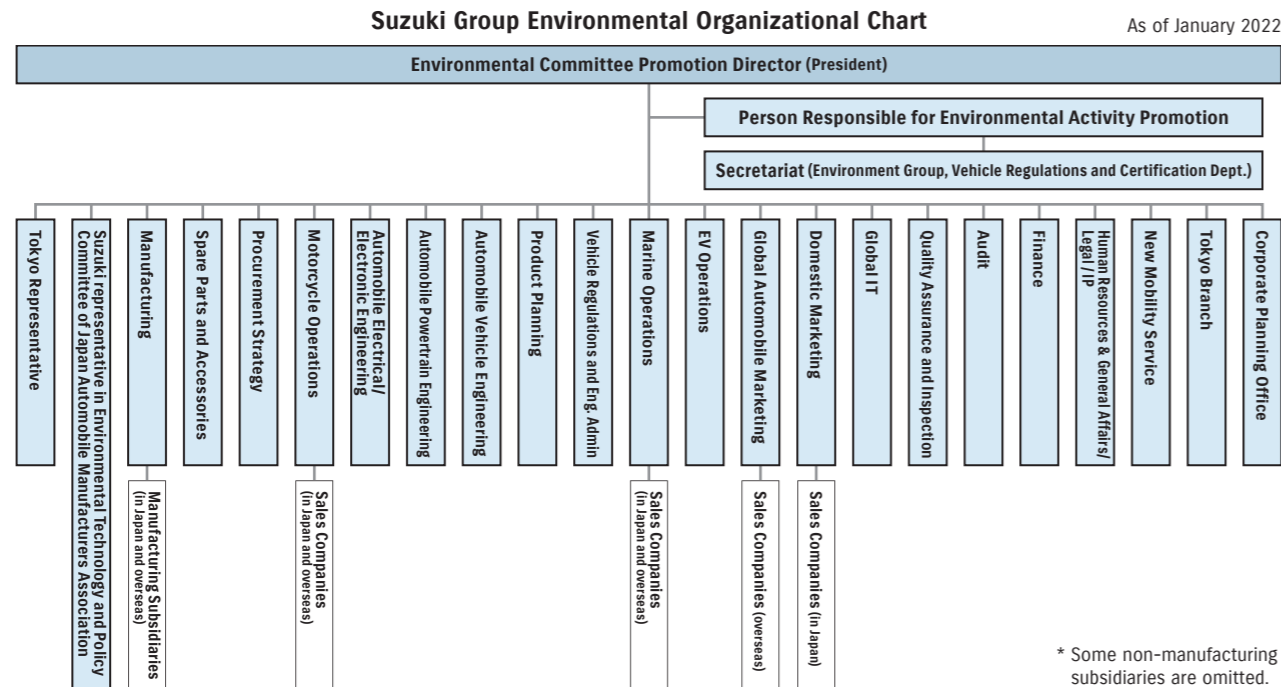 Suzuki Group Environmental Organizational Chart
As of January 2022
Environmental Committee Promotion Director (President)
Person Responsible for Environmental Activity Promotion
Secretariat (Environment Group, Vehicle Regulations and Certification Dept.)
Tokyo Representative
Suzuki representative in Environmental Technology and Policy
Committee of Japan Automobile Manufacturers Association
Manufacturing
Spare Parts and Accessories
Procurement Strategy
Motorcycle Operations
Automobile Electrical/
Electronic Engineering
Automobile Powertrain Engineering
Automobile Vehicle Engineering
Product Planning
Vehicle Regulations and Eng. Admin
Marine Operations
EV Operations
Global Automobile Marketing
Domestic Marketing
Global IT
Quality Assurance and Inspection
Audit
Finance
Human Resources & General Affairs/
Legal / IP
New Mobility Service
Tokyo Branch
Corporate Planning Office
Manufacturing Subsidiaries
(in Japan and overseas)
Sales Companies
(in Japan and overseas)
Sales Companies
(in Japan and overseas)
Sales Companies (overseas)
Sales Companies (in Japan)
* Some non-manufacturing
subsidiaries are omitted.